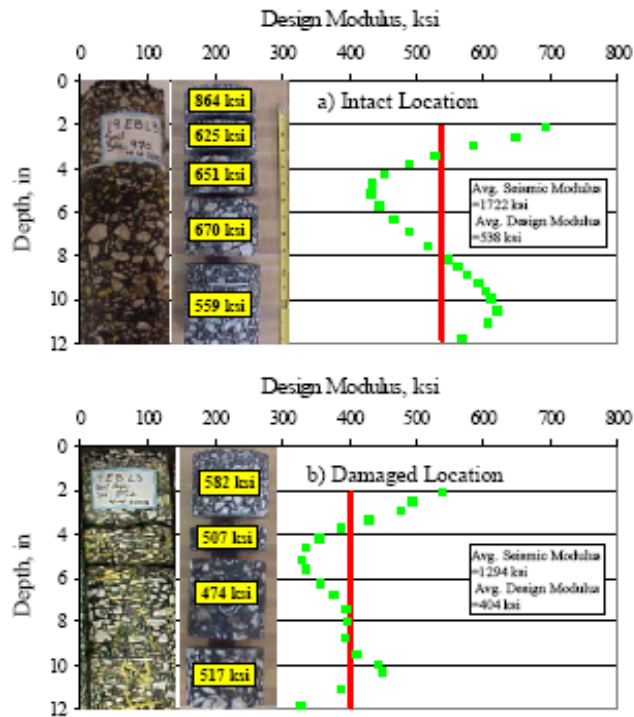 Design Modulus, ksi
0 100 200 300 400 500 600 700 800
0
2
4
6
8
10
12
Depth, in
864 ksi
625 ksi
651 ksi
670 ksi
559 ksi
a) Intact Location
Avg. Seismic Modulus
=1722 ksi
Avg. Design Modulus
=538 ksi
Design Modulus, ksi
0 100 200 300 400 500 600 700 800
0
2
4
6
8
10
12
Depth, in
582 ksi
507 ksi
474 ksi
517 ksi
b) Damaged Location
Avg. Seismic Modulus
=1294 ksi
Avg. Design Modulus
=404 ksi